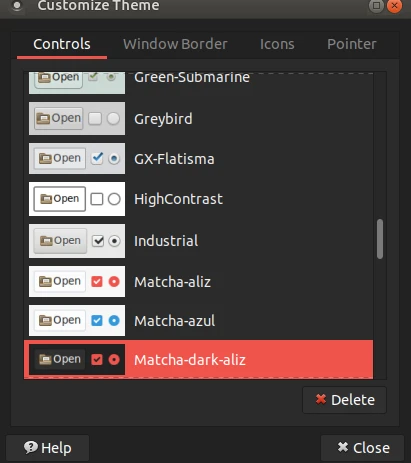 Customize Theme
Controls Window Border Icons Pointer
Open Green-Submarine
Open Greybird
Open GX-Flatisma
Open HighContrast
Open Industrial
Open Matcha-aliz
Open Matcha-azul
Open Matcha-dark-aliz
Delete
Help Close